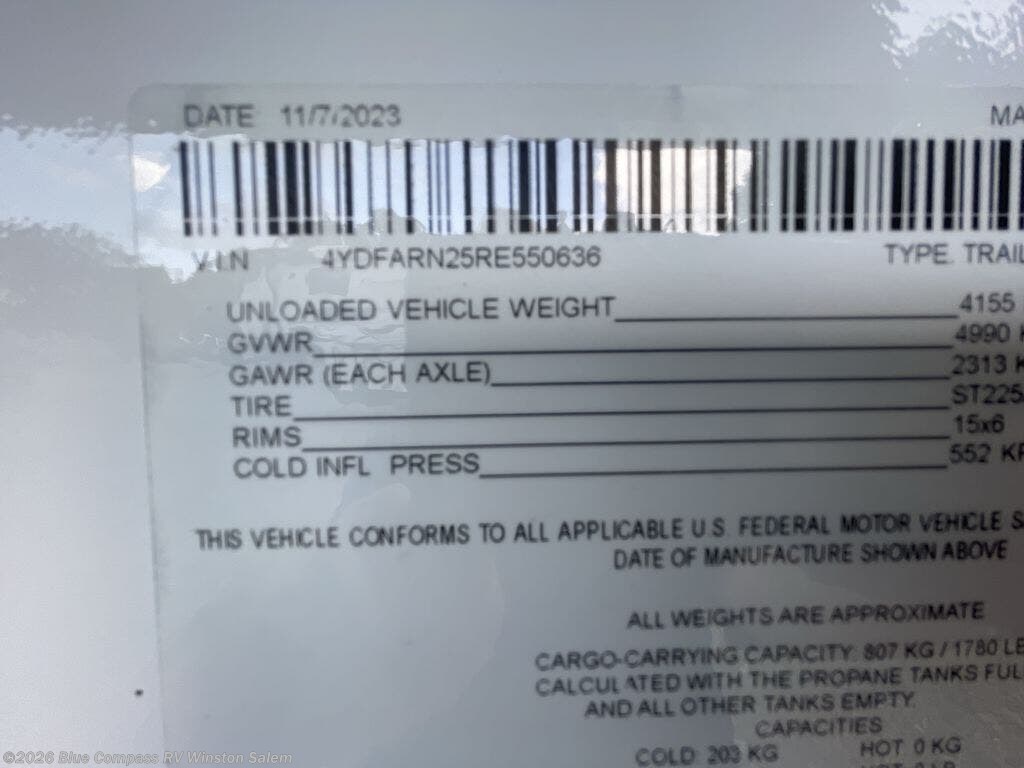 DATE 11/7/2023 MA
V.I.N 4YDFARN25RE550636 TYPE. TRAIL
UNLOADED VEHICLE WEIGHT 4155
GVWR 4990
GAWR (EACH AXLE) 2313
TIRE ST225
RIMS 15x6
COLD INFL PRESS 552 KP
THIS VEHICLE CONFORMS TO ALL APPLICABLE U.S. FEDERAL MOTOR VEHICLE S
DATE OF MANUFACTURE SHOWN ABOVE
ALL WEIGHTS ARE APPROXIMATE
CARGO-CARRYING CAPACITY: 807 KG / 1780 LB
CALCULATED WITH THE PROPANE TANKS FUL
AND ALL OTHER TANKS EMPTY.
CAPACITIES
COLD: 203 KG HOT: 0 KG
©2026 Blue Compass RV Winston Salem